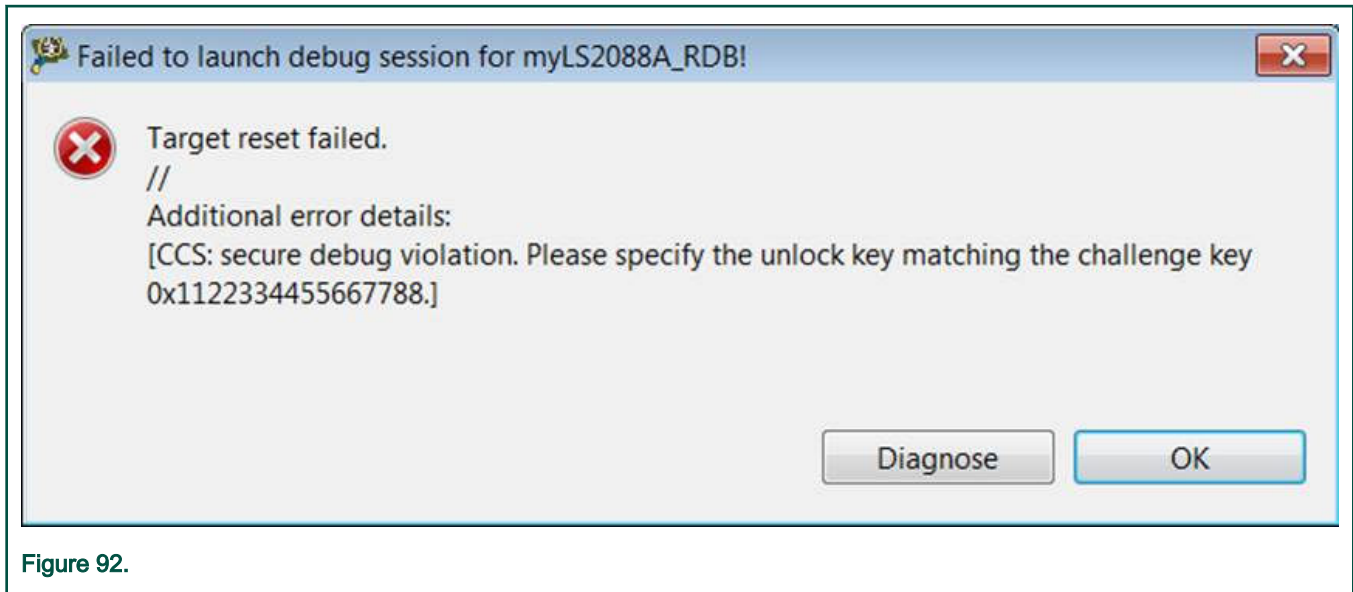 Failed to launch debug session for myLS2088A_RDB!
Target reset failed.
//
Additional error details:
[CCS: secure debug violation. Please specify the unlock key matching the challenge key
0x1122334455667788.]
Diagnose OK
Figure 92.